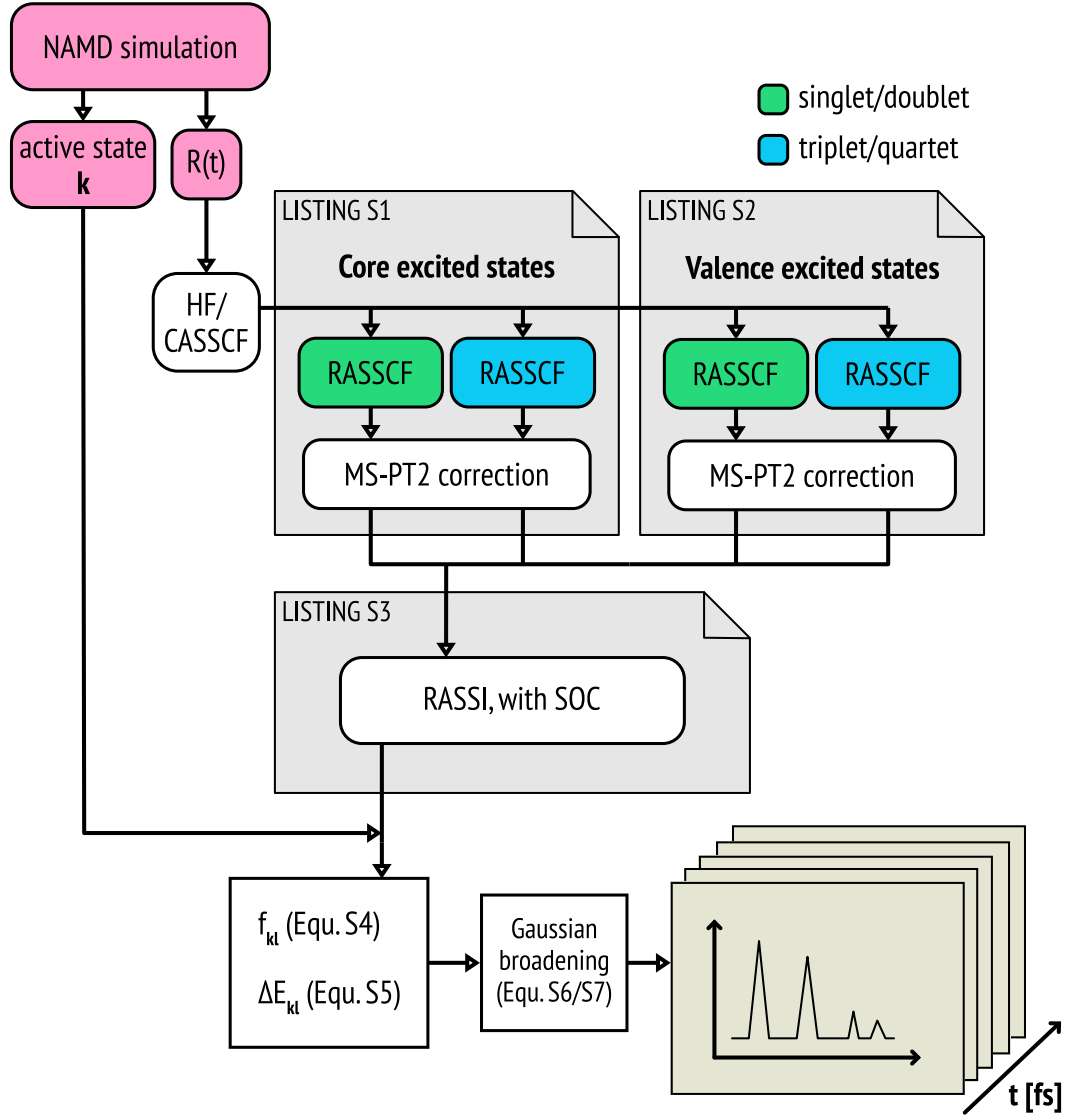 NAMD simulation
singlet/doublet
triplet/quartet
active state
k
R(t)
LISTING S1
LISTING S2
Core excited states
Valence excited states
HF/
CASSCF
RASSCF
RASSCF
RASSCF
RASSCF
MS-PT2 correction
MS-PT2 correction
LISTING S3
RASSI, with SOC
fkl (Equ. S4)
ΔEkl (Equ. S5)
Gaussian
broadening
(Equ. S6/S7)
t [fs]